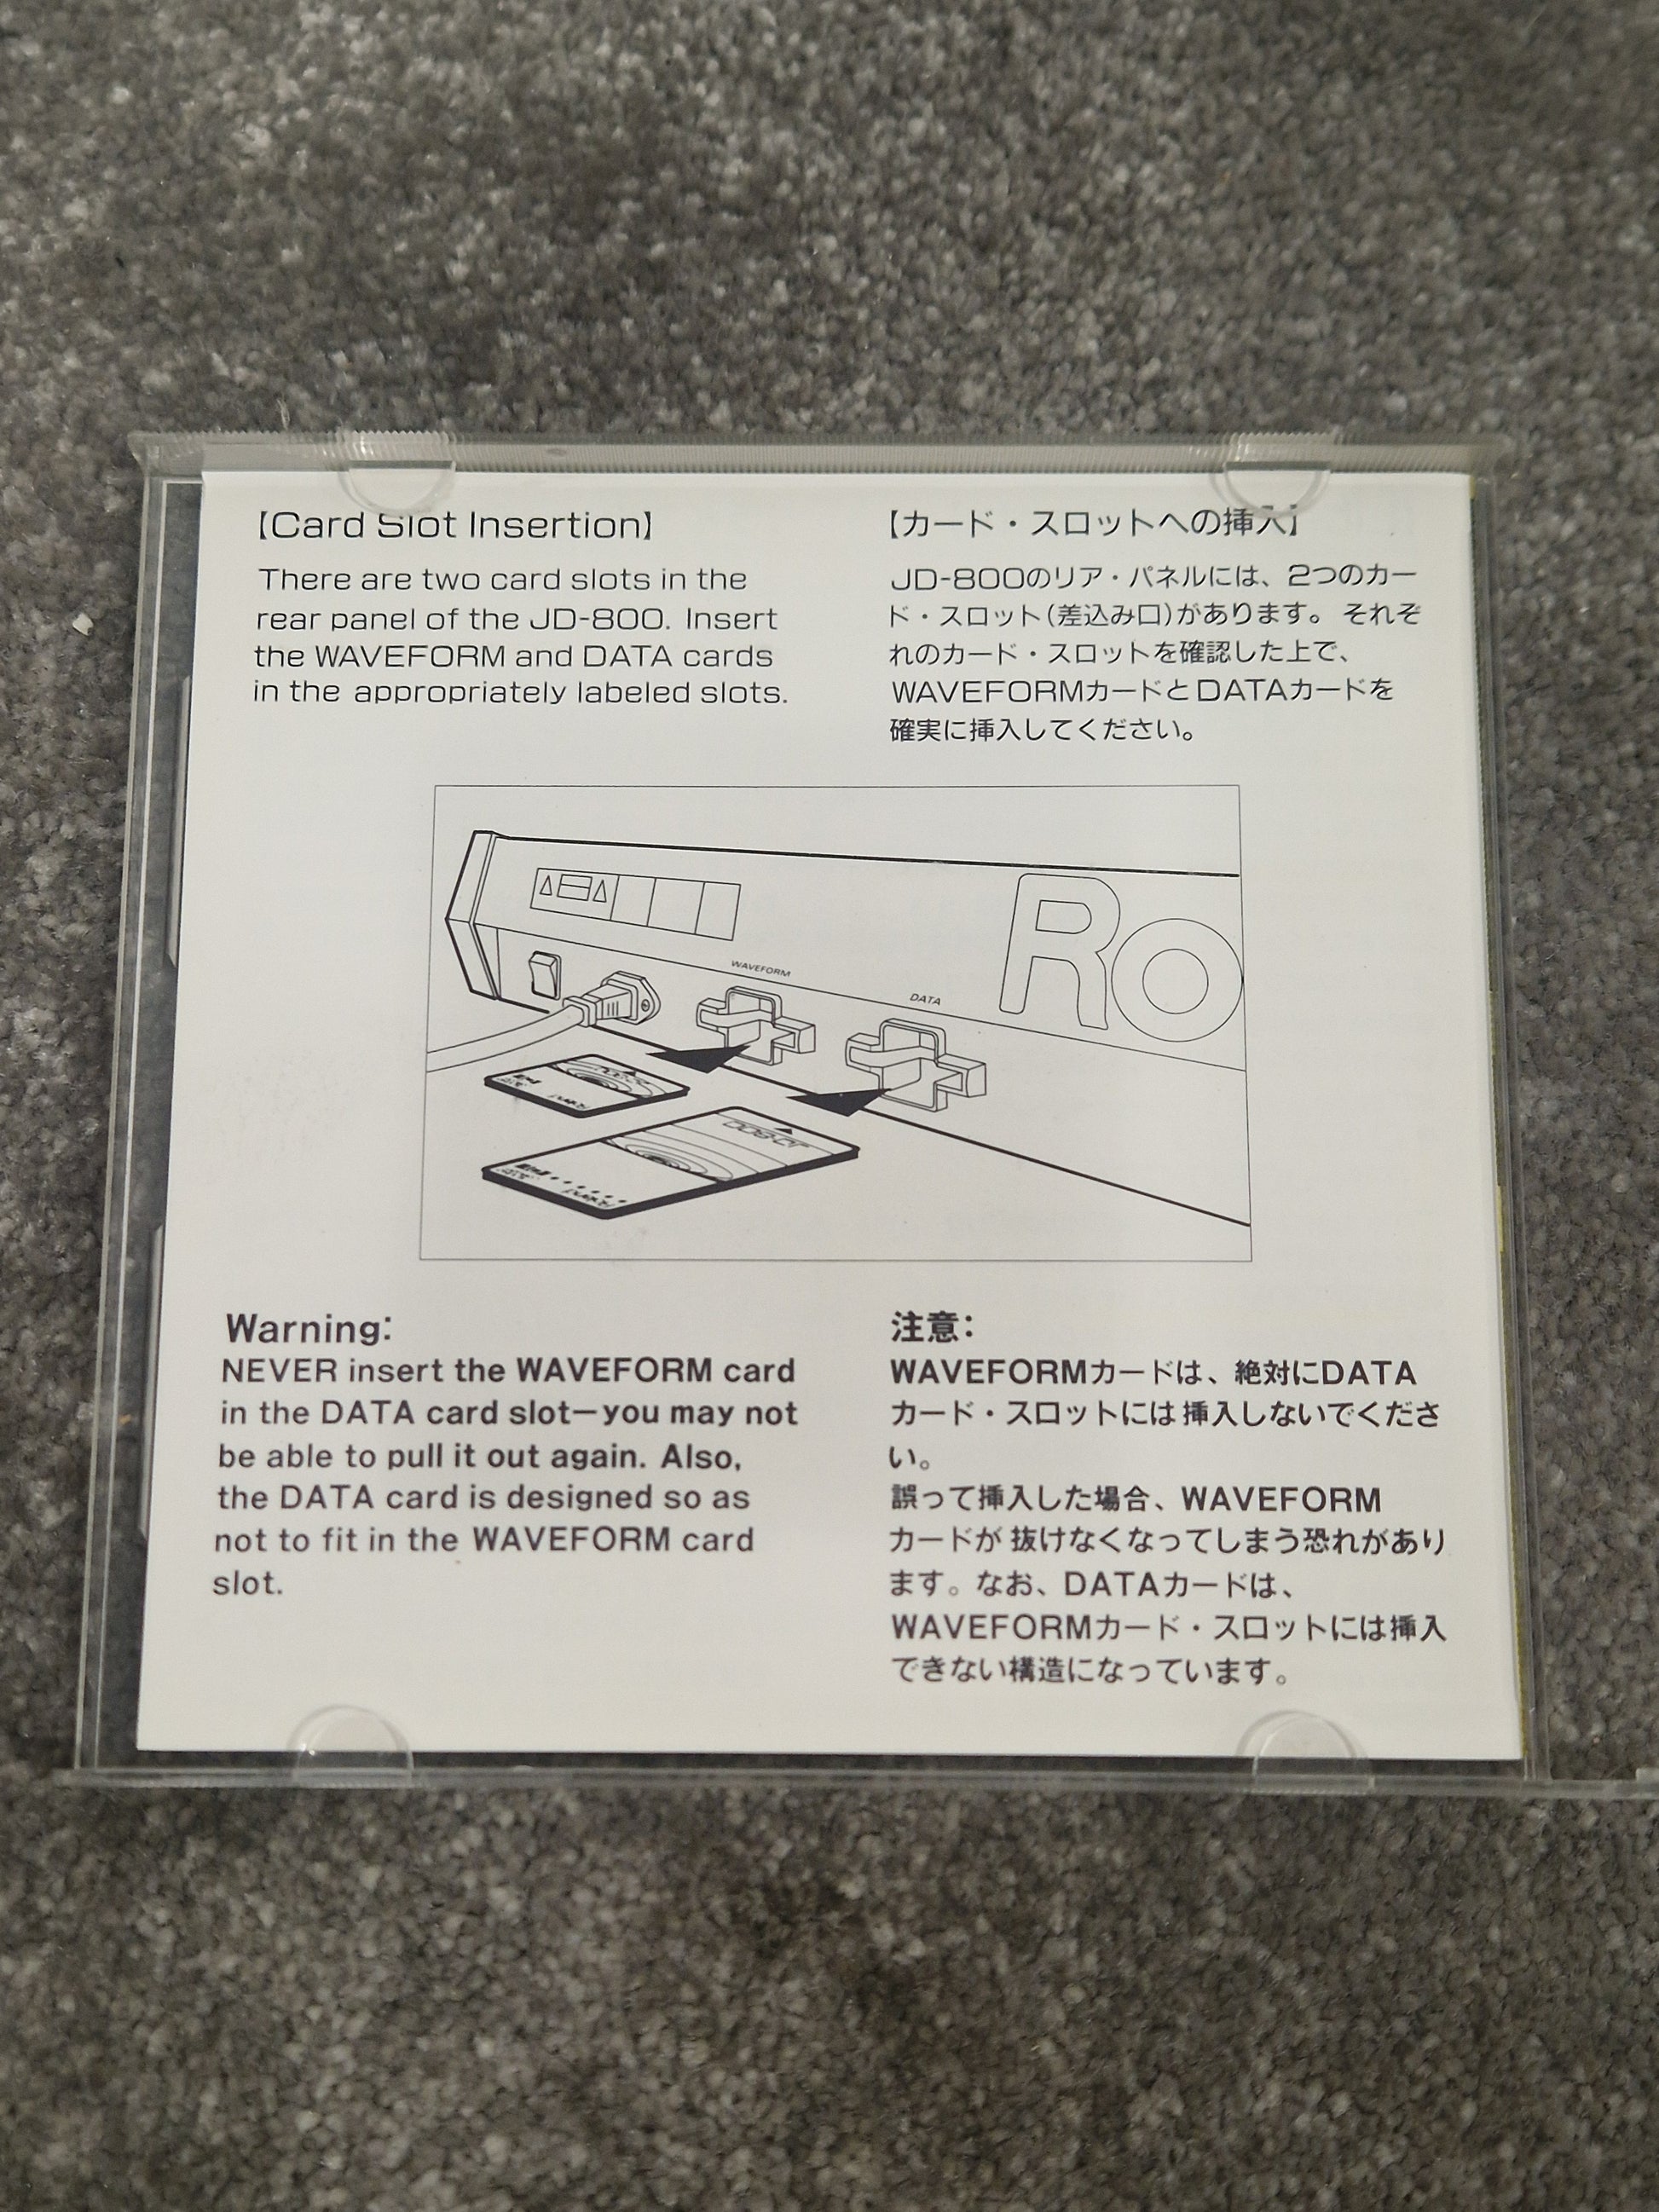 【Card Slot Insertion】
There are two card slots in the
rear panel of the JD-800. Insert
the WAVEFORM and DATA cards
in the appropriately labeled slots.
【カード・スロットへの挿入】
JD-800のリア・パネルには、2つのカー
ド・スロット(差込み口)があります。それぞ
れのカード・スロットを確認した上で、
WAVEFORMカードとDATAカードを
確実に挿入してください。
WAVEFORM
DATA
Ro
JD-800
Warning:
NEVER insert the WAVEFORM card
in the DATA card slot—you may not
be able to pull it out again. Also,
the DATA card is designed so as
not to fit in the WAVEFORM card
slot.
注意:
WAVEFORMカードは、絶対にDATA
カード・スロットには挿入しないでくださ
い。
誤って挿入した場合、WAVEFORM
カードが抜けなくなってしまう恐れがあり
ます。なお、DATAカードは、
WAVEFORMカード・スロットには挿入
できない構造になっています。